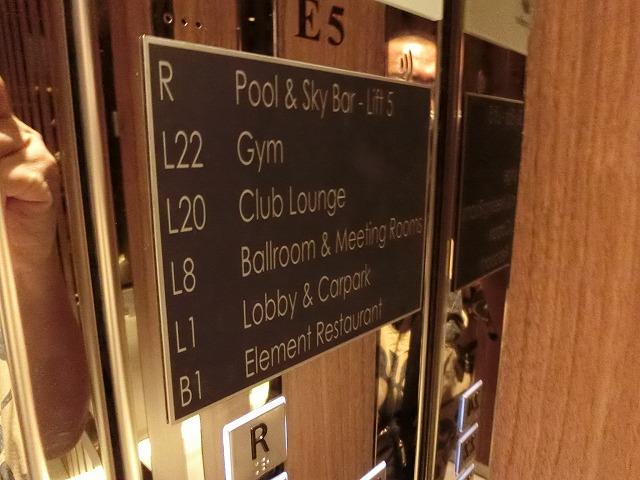 E5
R Pool & Sky Bar - Lift 5
L22 Gym
L20 Club Lounge
L8 Ballroom & Meeting Rooms
L1 Lobby & Carpark
B1 Element Restaurant
R